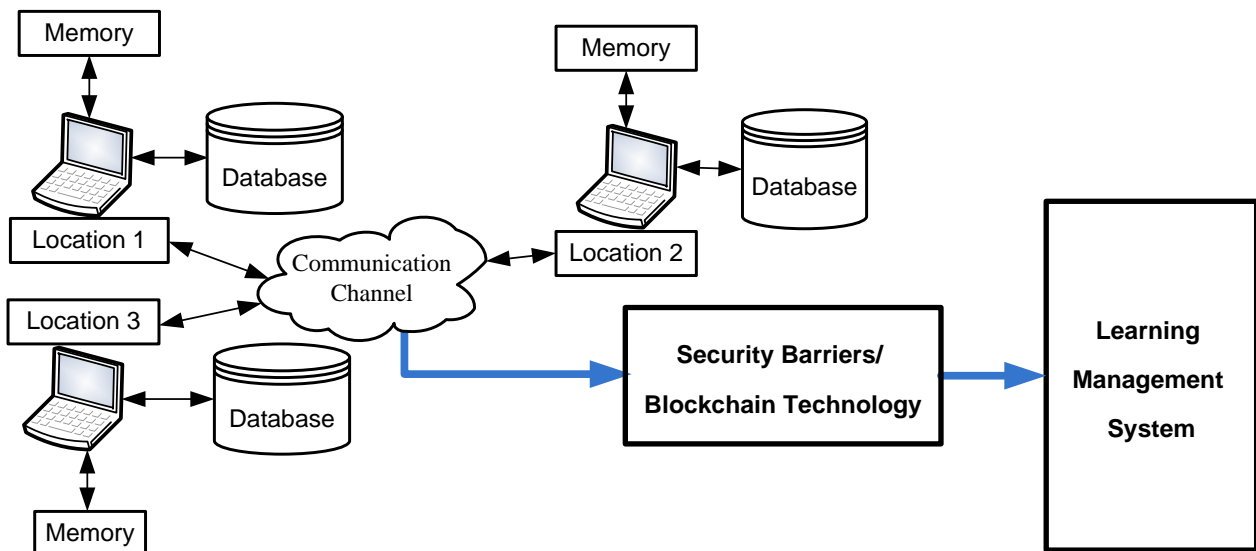 Memory
Database
Location 1
Memory
Database
Location 2
Communication
Channel
Location 3
Database
Memory
Security Barriers/
Blockchain Technology
Learning
Management
System